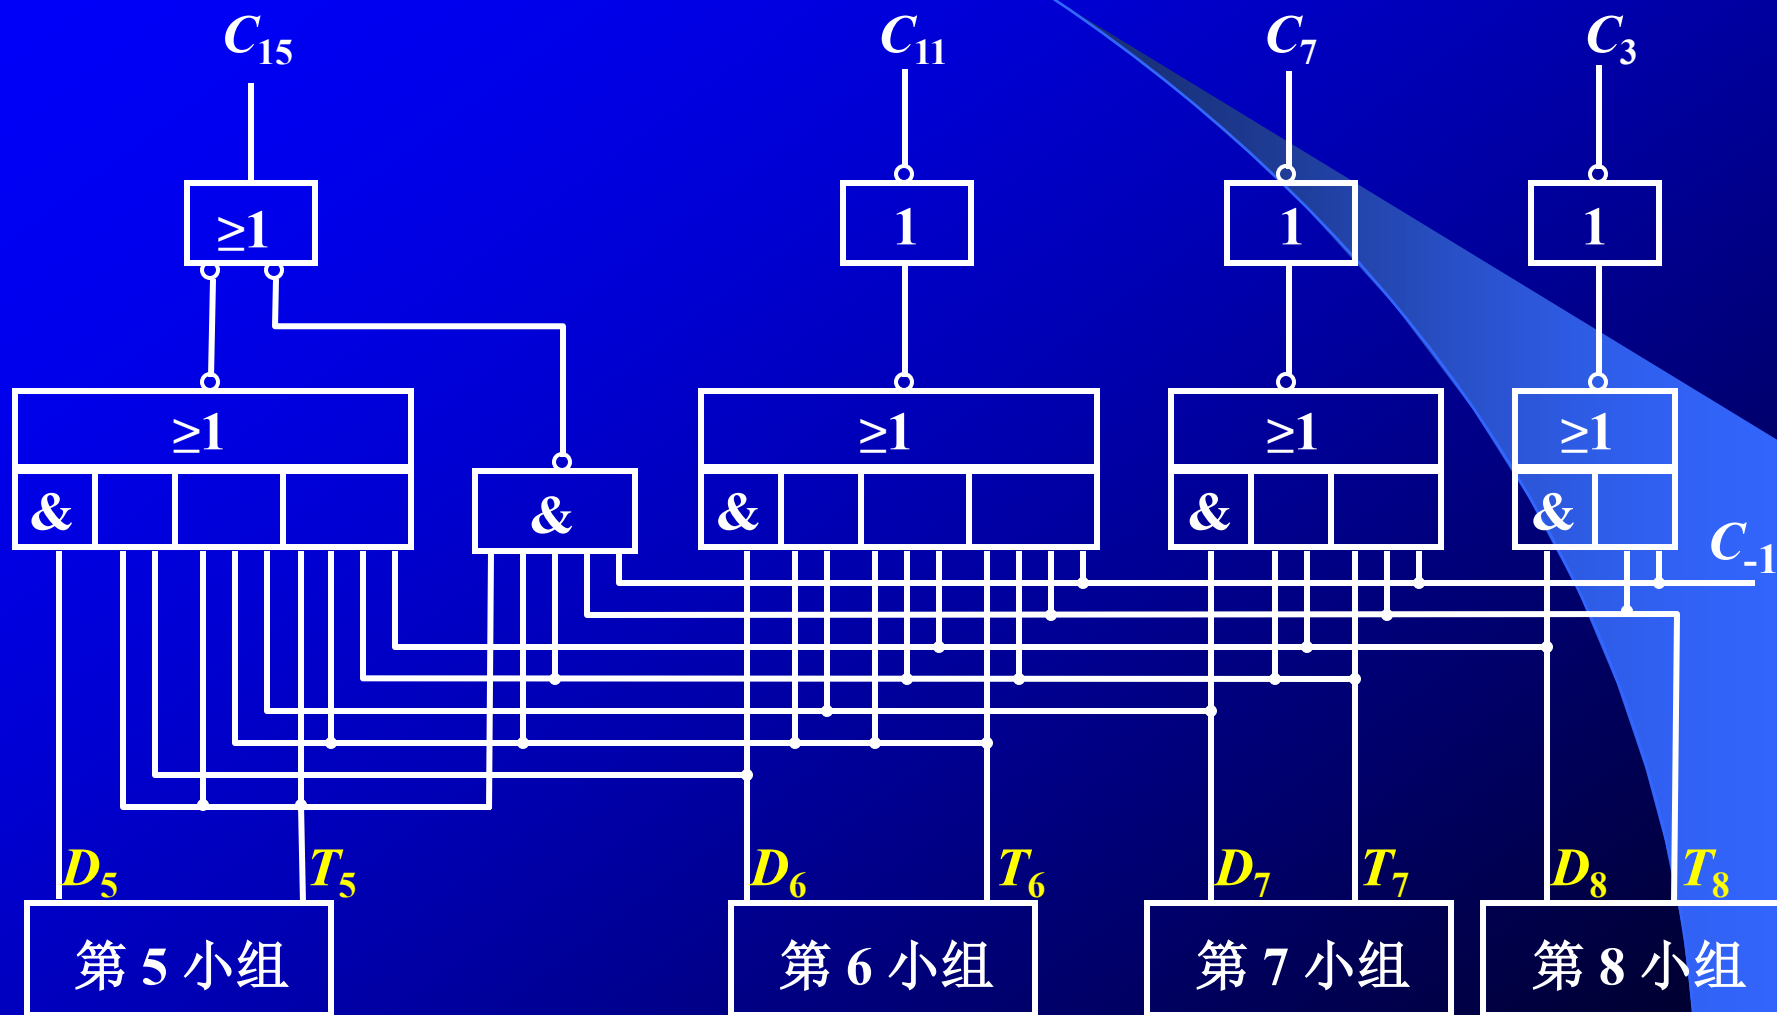 C15 C11 C7 C3
≥1 1 1 1
≥1 ≥1 ≥1 ≥1
& & & & &
C-1
D5 T5 D6 T6 D7 T7 D8 T8
第 5 小组 第 6 小组 第 7 小组 第 8 小组